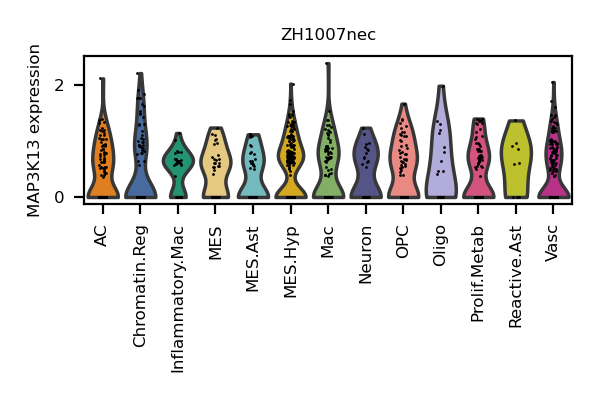 ZH1007nec
MAP3K13 expression
2
0
AC
Chromatin.Reg
Inflammatory.Mac
MES
MES.Ast
MES.Hyp
Mac
Neuron
OPC
Oligo
Prolif.Metab
Reactive.Ast
Vasc